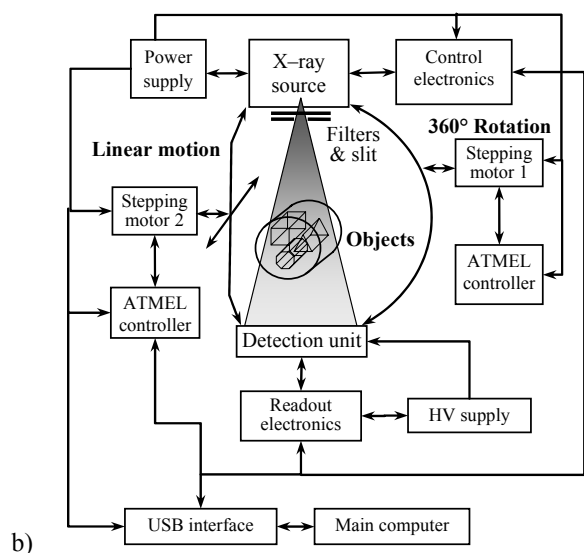 Power
supply
X–ray
source
Control
electronics
Filters
& slit
360° Rotation
Linear motion
Stepping
motor 1
Stepping
motor 2
Objects
ATMEL
controller
ATMEL
controller
Detection unit
Readout
electronics
HV supply
USB interface
Main computer
b)